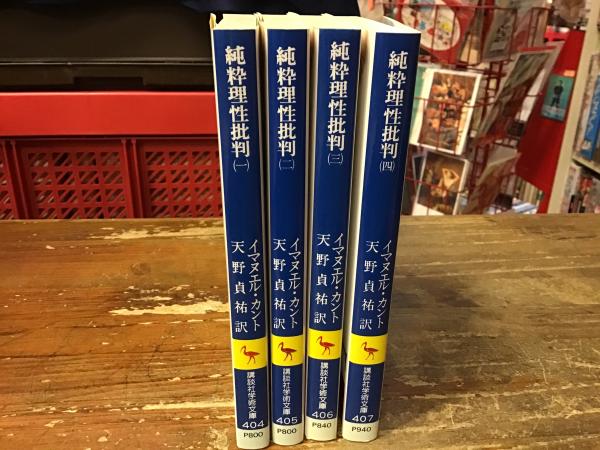 純粋理性批判(一)
イマヌエル・カント
天野貞祐訳
講談社学術文庫
404
P800
純粋理性批判(二)
イマヌエル・カント
天野貞祐訳
講談社学術文庫
405
P800
純粋理性批判(三)
イマヌエル・カント
天野貞祐訳
講談社学術文庫
406
P840
純粋理性批判(四)
イマヌエル・カント
天野貞祐訳
講談社学術文庫
407
P940